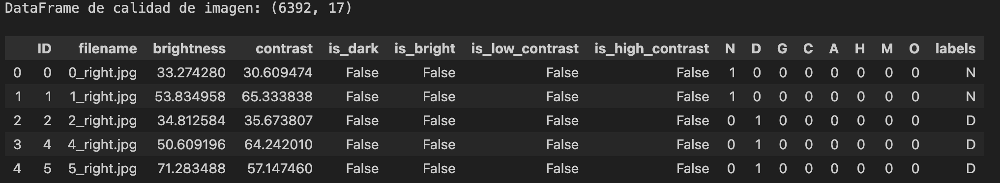 DataFrame de calidad de imagen: (6392, 17)
ID filename brightness contrast is_dark is_bright is_low_contrast is_high_contrast N D G C A H M O labels
0 0 0_right.jpg 33.274280 30.609474 False False False False 1 0 0 0 0 0 0 0 N
1 1 1_right.jpg 53.834958 65.333838 False False False False 1 0 0 0 0 0 0 0 N
2 2 2_right.jpg 34.812584 35.673807 False False False False 0 1 0 0 0 0 0 0 D
3 4 4_right.jpg 50.609196 64.242010 False False False False 0 1 0 0 0 0 0 0 D
4 5 5_right.jpg 71.283488 57.147460 False False False False 0 1 0 0 0 0 0 0 D